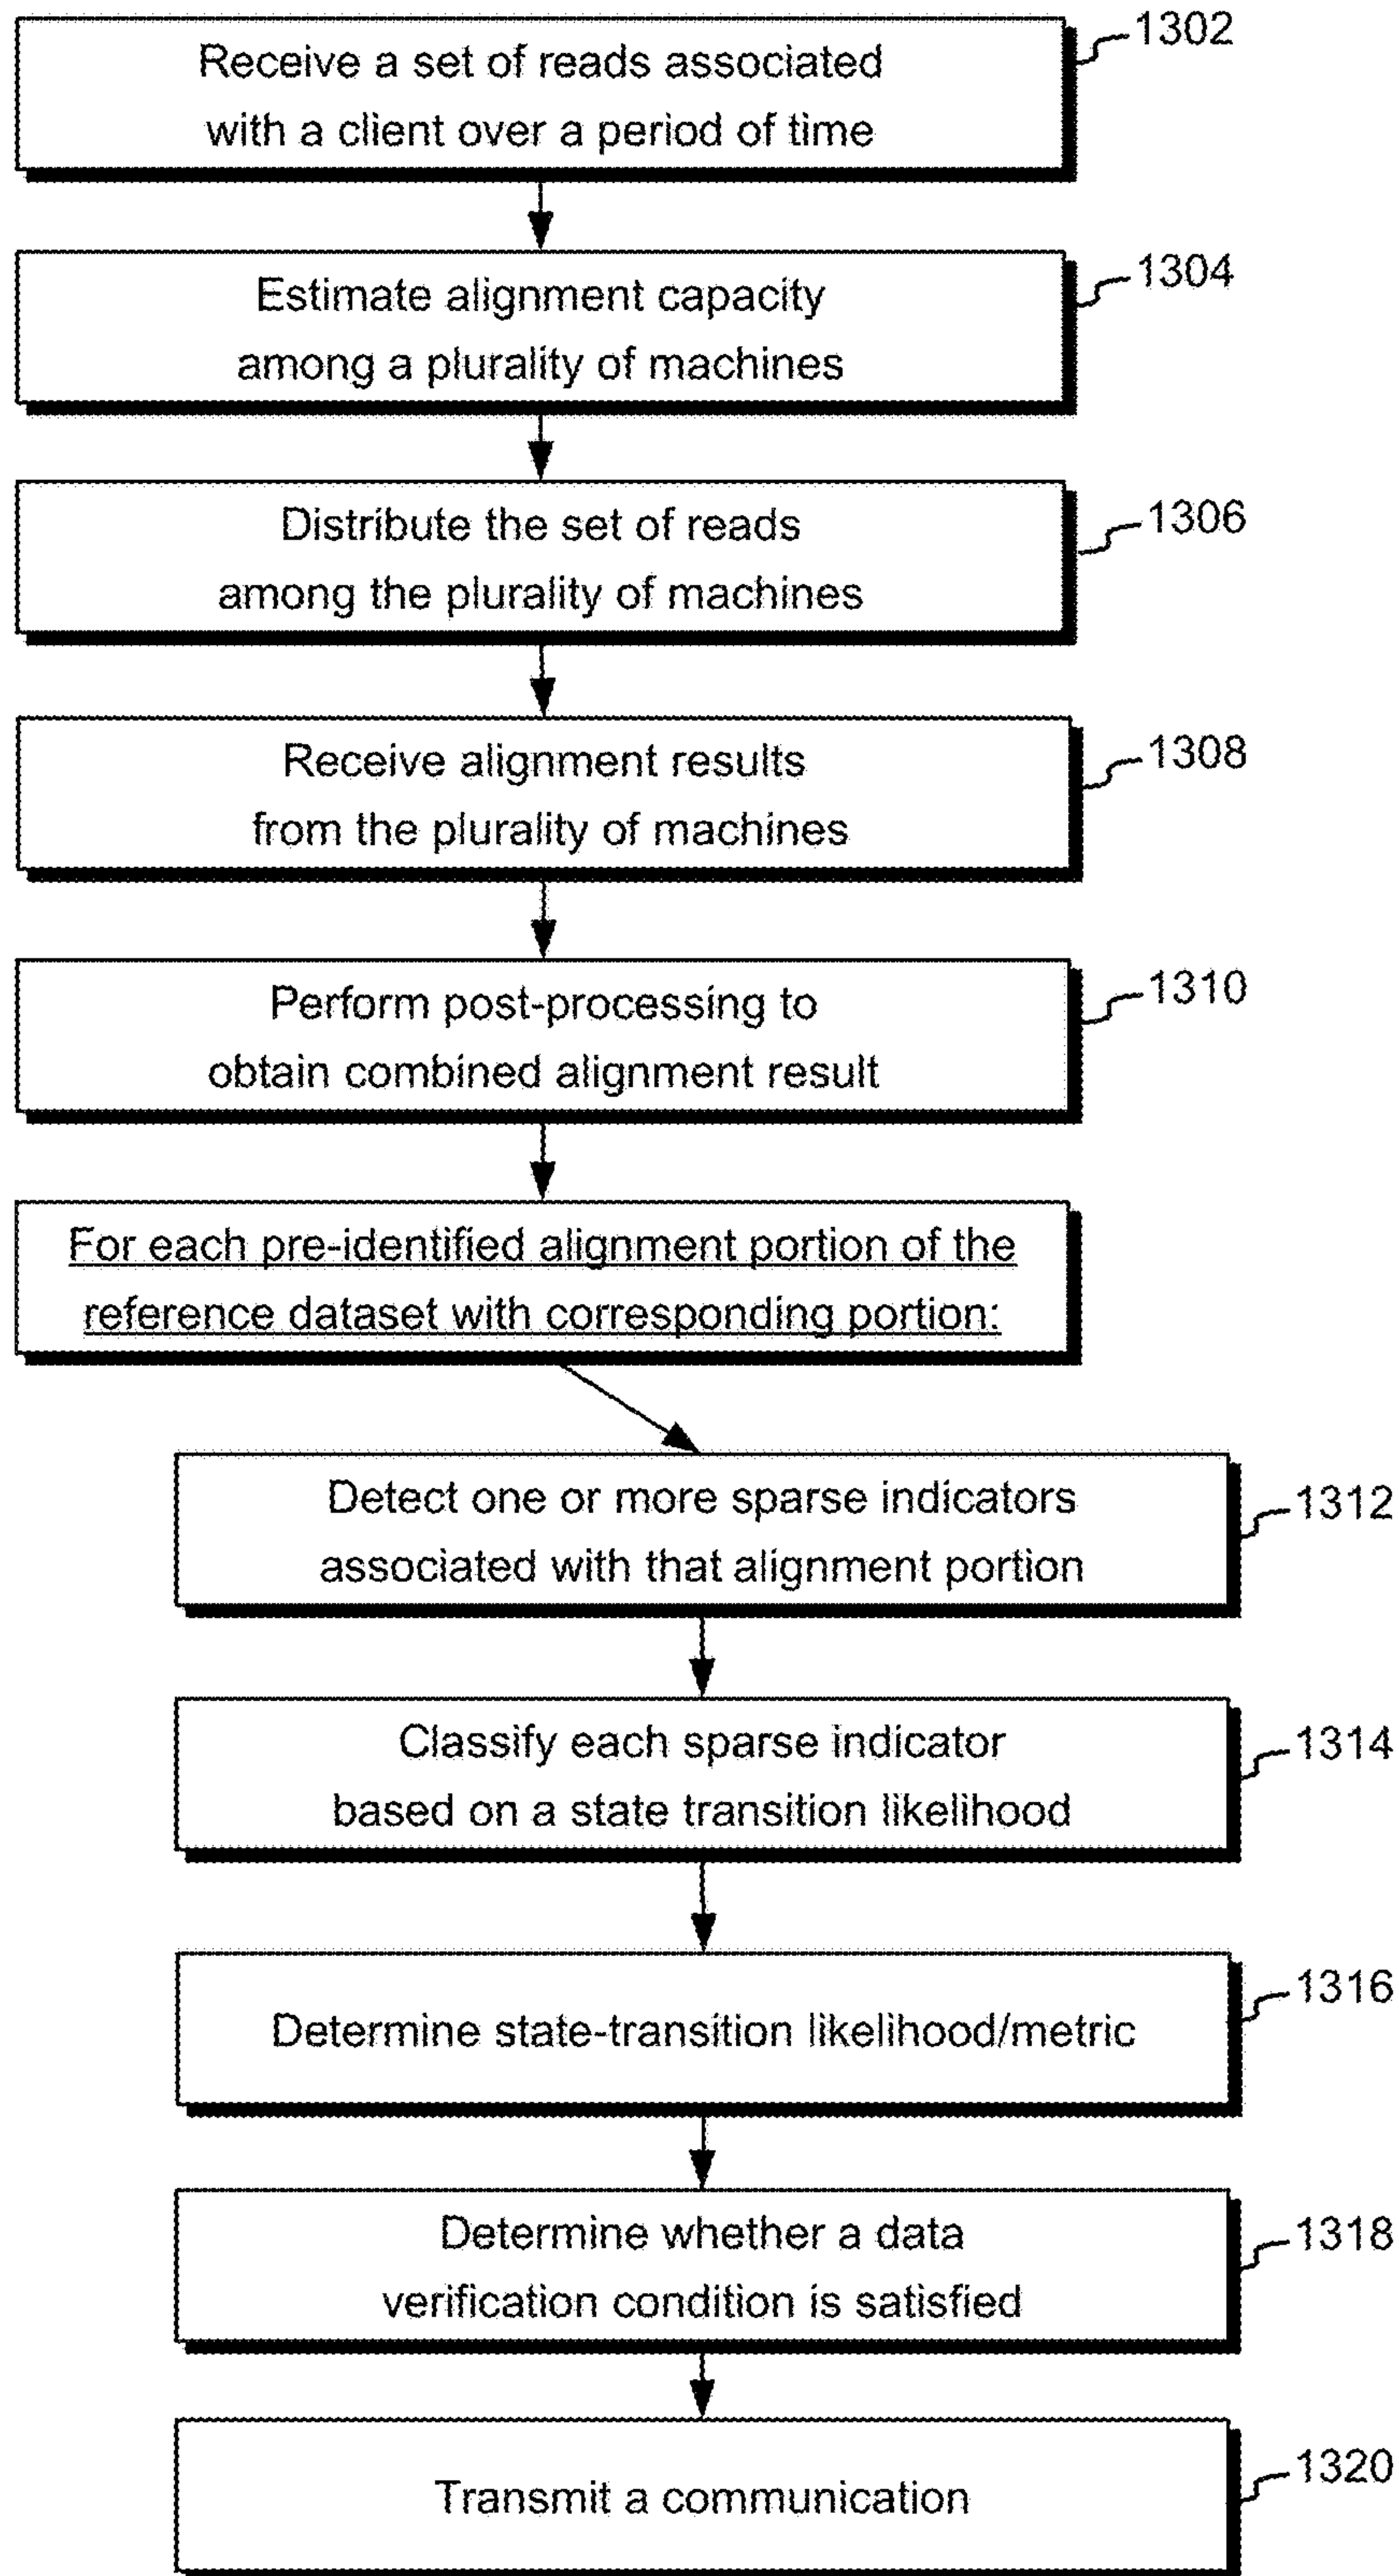 1302
Receive a set of reads associated
with a client over a period of time
1304
Estimate alignment capacity
among a plurality of machines
1306
Distribute the set of reads
among the plurality of machines
1308
Receive alignment results
from the plurality of machines
1310
Perform post-processing to
obtain combined alignment result
For each pre-identified alignment portion of the
reference dataset with corresponding portion:
1312
Detect one or more sparse indicators
associated with that alignment portion
1314
Classify each sparse indicator
based on a state transition likelihood
1316
Determine state-transition likelihood/metric
1318
Determine whether a data
verification condition is satisfied
1320
Transmit a communication